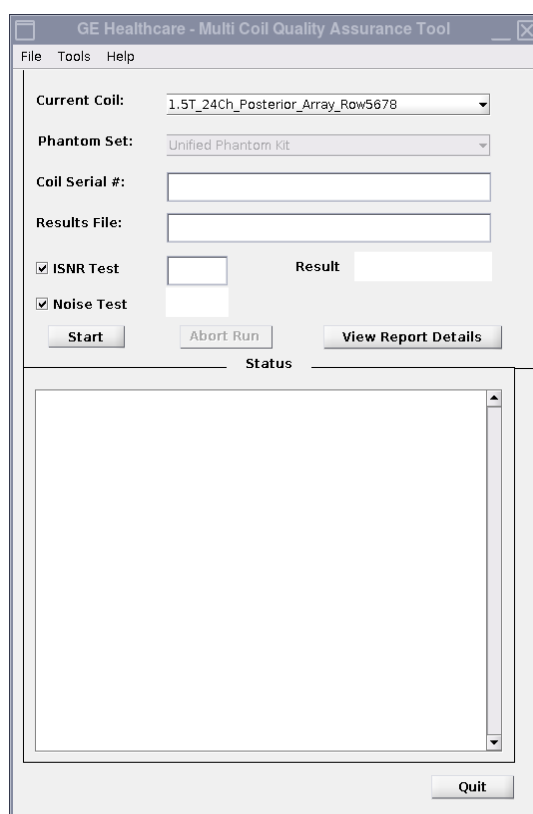 GE Healthcare - Multi Coil Quality Assurance Tool
File Tools Help
Current Coil: 1.5T_24Ch_Posterior_Array_Row5678
Phantom Set: Unified Phantom Kit
Coil Serial #:
Results File:
ISNR Test Result
Noise Test
Start Abort Run View Report Details
Status
Quit